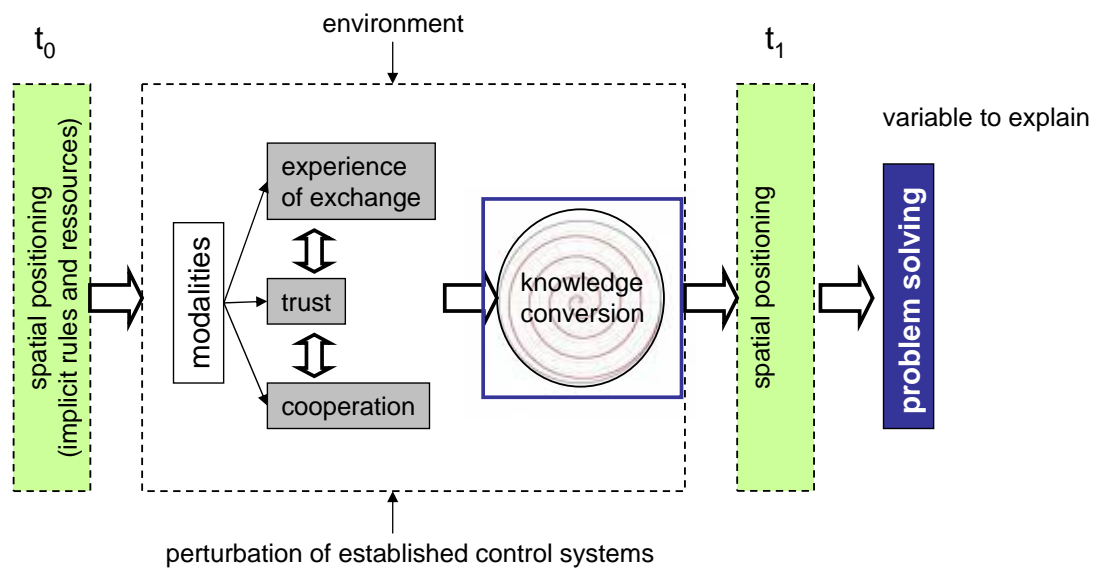 environment
t0
t1
variable to explain
spatial positioning
(implicit rules and ressources)
modalities
experience
of exchange
trust
cooperation
knowledge
conversion
spatial positioning
problem solving
perturbation of established control systems